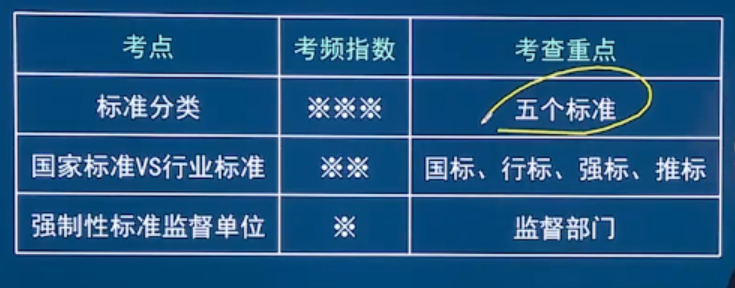 考点 考频指数 考查重点
标准分类 ※※※ 五个标准
国家标准VS行业标准 ※※ 国标、行标、强标、推标
强制性标准监督单位 ※ 监督部门